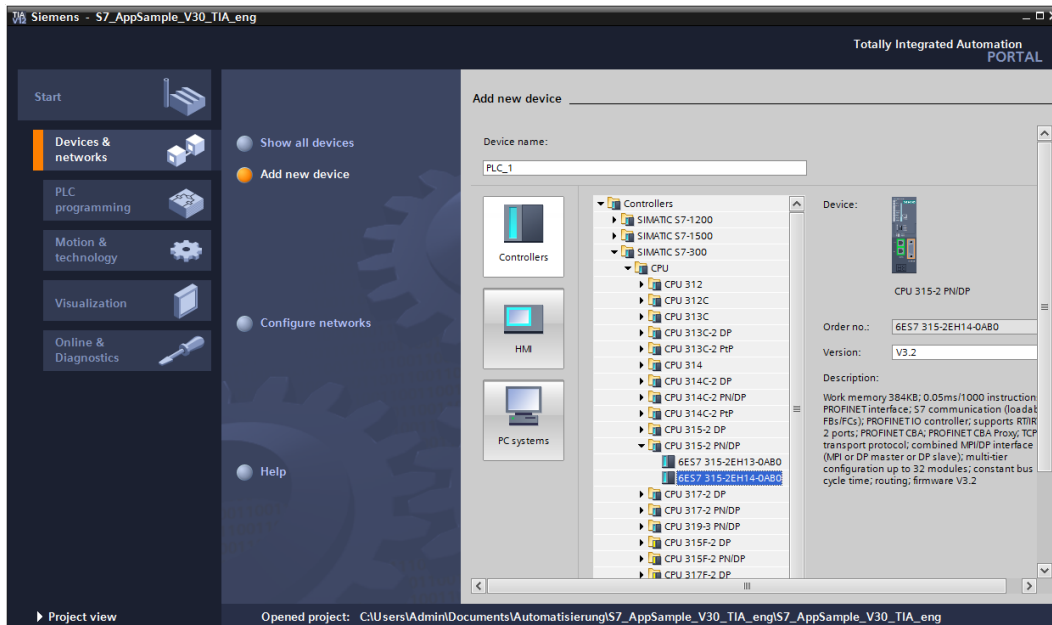 Siemens - S7_AppSample_V30_TIA_eng
Totally Integrated Automation
PORTAL
Start
Devices &
networks
PLC
programming
Motion &
technology
Visualization
Online &
Diagnostics
Show all devices
Add new device
Configure networks
Help
Add new device
Device name:
PLC_1
Controllers
HMI
PC systems
Controllers
SIMATIC S7-1200
SIMATIC S7-1500
SIMATIC S7-300
CPU
CPU 312
CPU 312C
CPU 313C
CPU 313C-2 DP
CPU 313C-2 PtP
CPU 314
CPU 314C-2 DP
CPU 314C-2 PN/DP
CPU 314C-2 PtP
CPU 315-2 DP
CPU 315-2 PN/DP
6ES7 315-2EH13-0AB0
6ES7 315-2EH14-0AB0
CPU 317-2 DP
CPU 317-2 PN/DP
CPU 319-3 PN/DP
CPU 315F-2 DP
CPU 315F-2 PN/DP
CPU 317F-2 DP
Device:
CPU 315-2 PN/DP
Order no.: 6ES7 315-2EH14-0AB0
Version: V3.2
Description:
Work memory 384KB; 0.05ms/1000 instruction
PROFINET interface; S7 communication (loadab
FBs/FCs); PROFINET IO controller; supports RT/IR
2 ports; PROFINET CBA; PROFINET CBA Proxy; TCP
transport protocol; combined MPI/DP interface
(MPI or DP master or DP slave); multi-tier
configuration up to 32 modules; constant bus
cycle time; routing; firmware V3.2
Project view
Opened project: C:\Users\Admin\Documents\Automatisierung\S7_AppSample_V30_TIA_eng\S7_AppSample_V30_TIA_eng